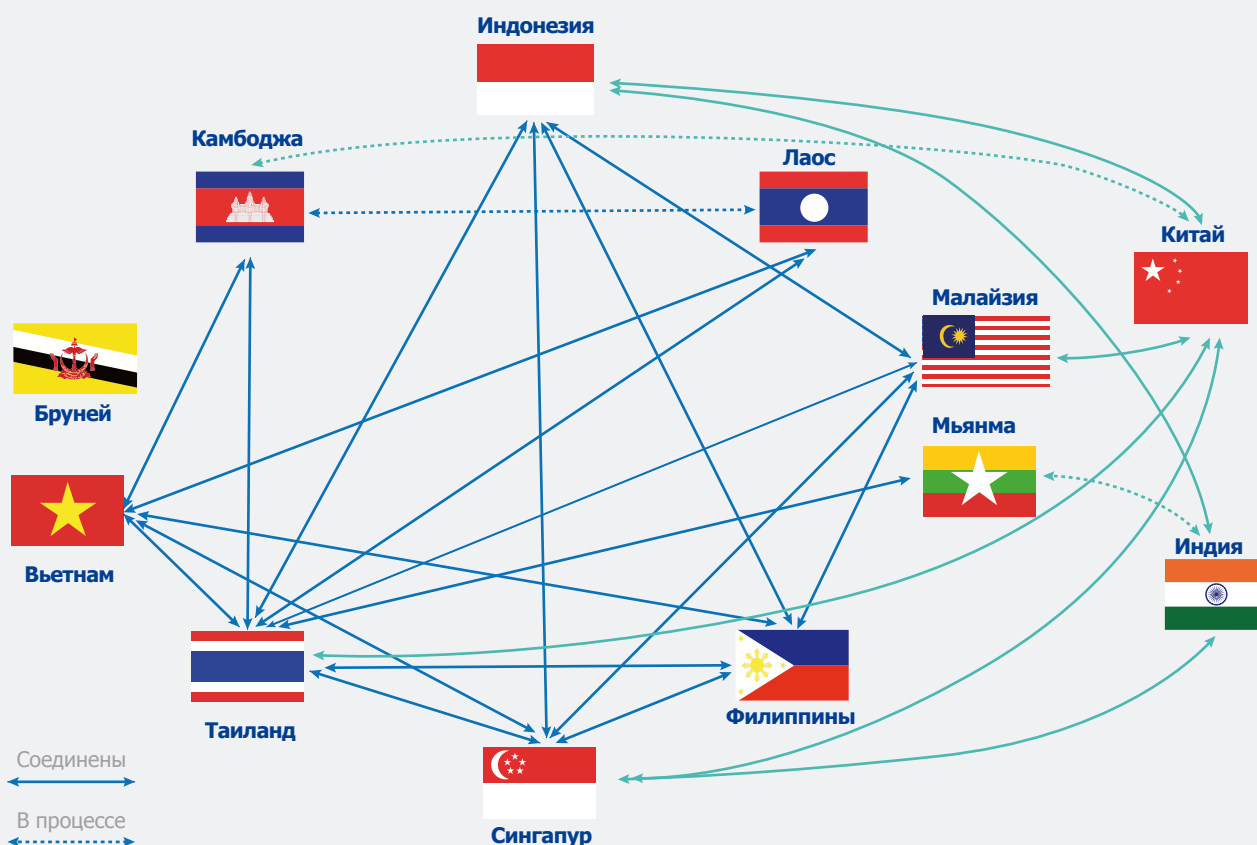 Индонезия
Камбоджа
Лаос
Китай
Малайзия
Бруней
Мьянма
Индия
Вьетнам
Таиланд
Филиппины
Соединены
В процессе
Сингапур